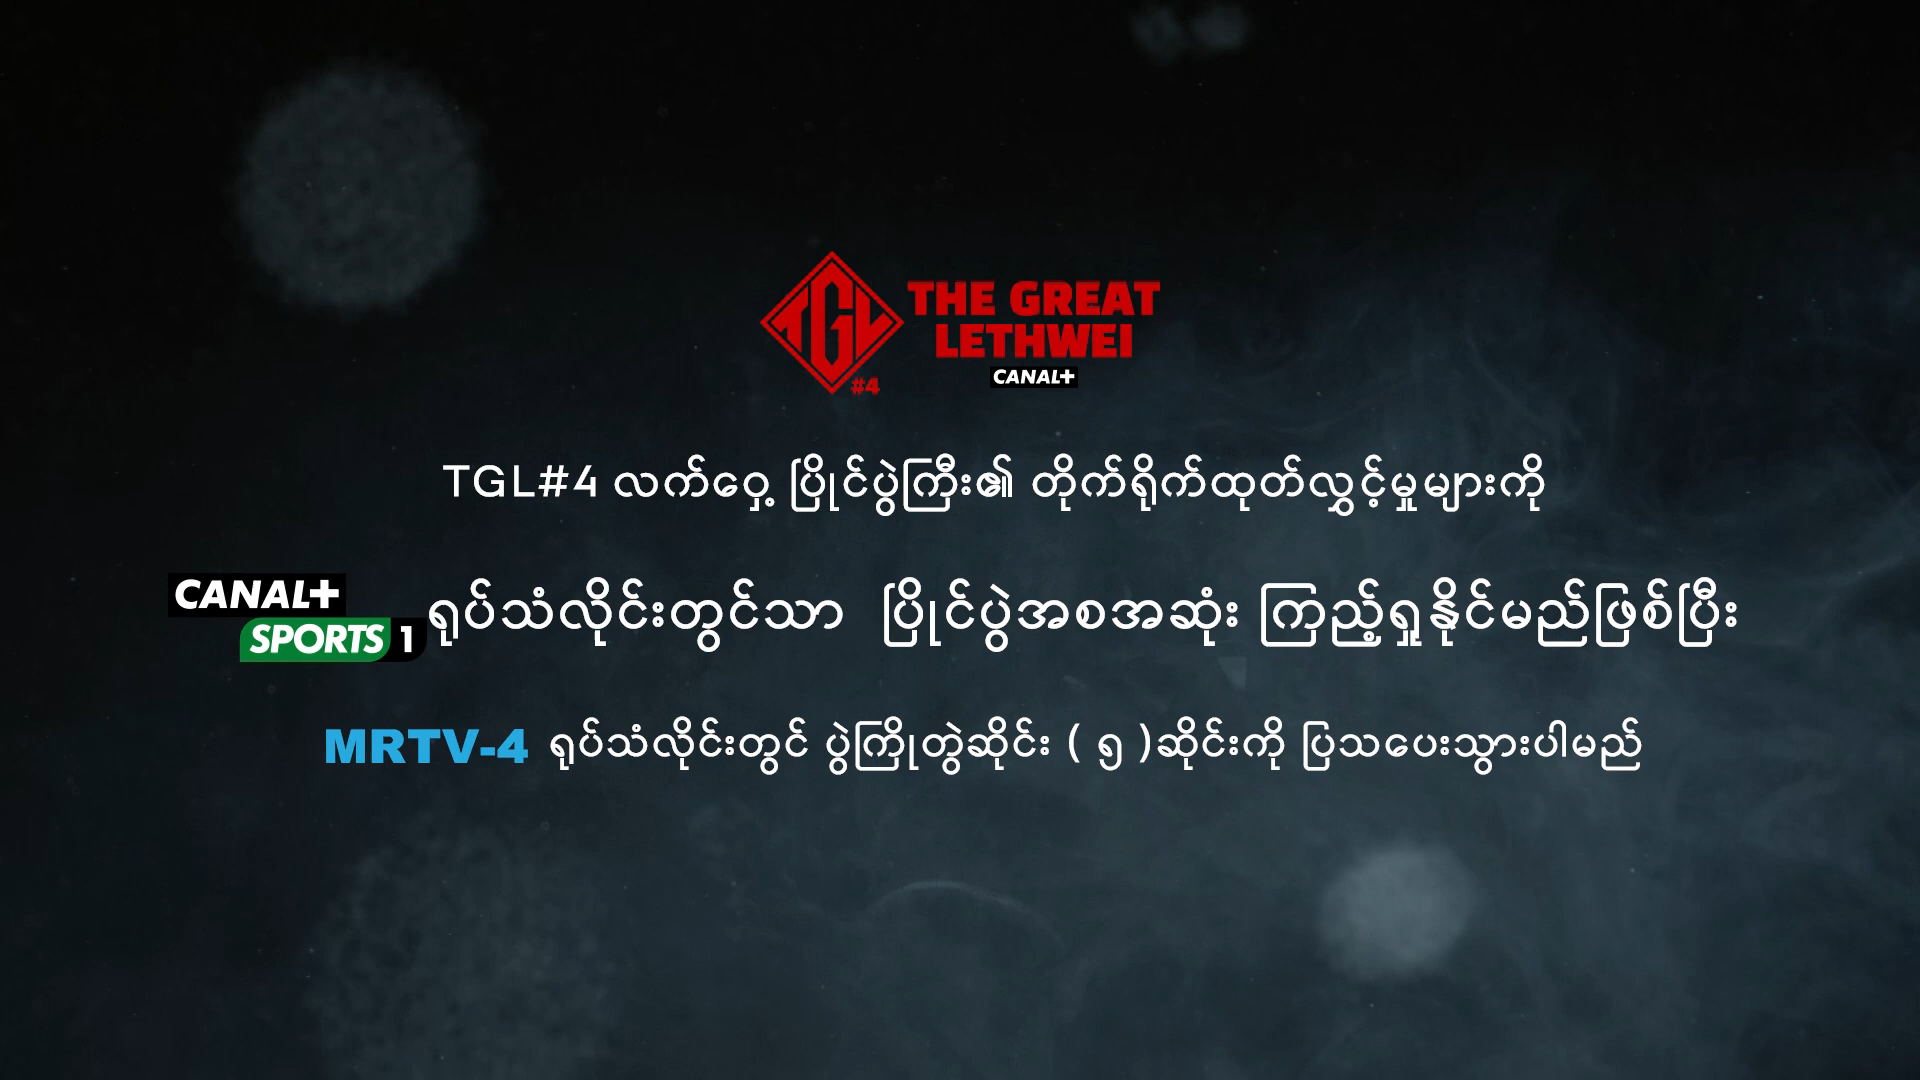 TGL
#4
THE GREAT
LETHWEI
CANAL+
TGL#4 လက်ဝှေ့ ပြိုင်ပွဲကြီး၏ တိုက်ရိုက်ထုတ်လွှင့်မှုများကို
CANAL+
SPORTS 1 ရုပ်သံလိုင်းတွင်သာ ပြိုင်ပွဲအစအဆုံး ကြည့်ရှုနိုင်မည်ဖြစ်ပြီး
MRTV-4 ရုပ်သံလိုင်းတွင် ပွဲကြိုတွဲဆိုင်း ( ၅ )ဆိုင်းကို ပြသပေးသွားပါမည်